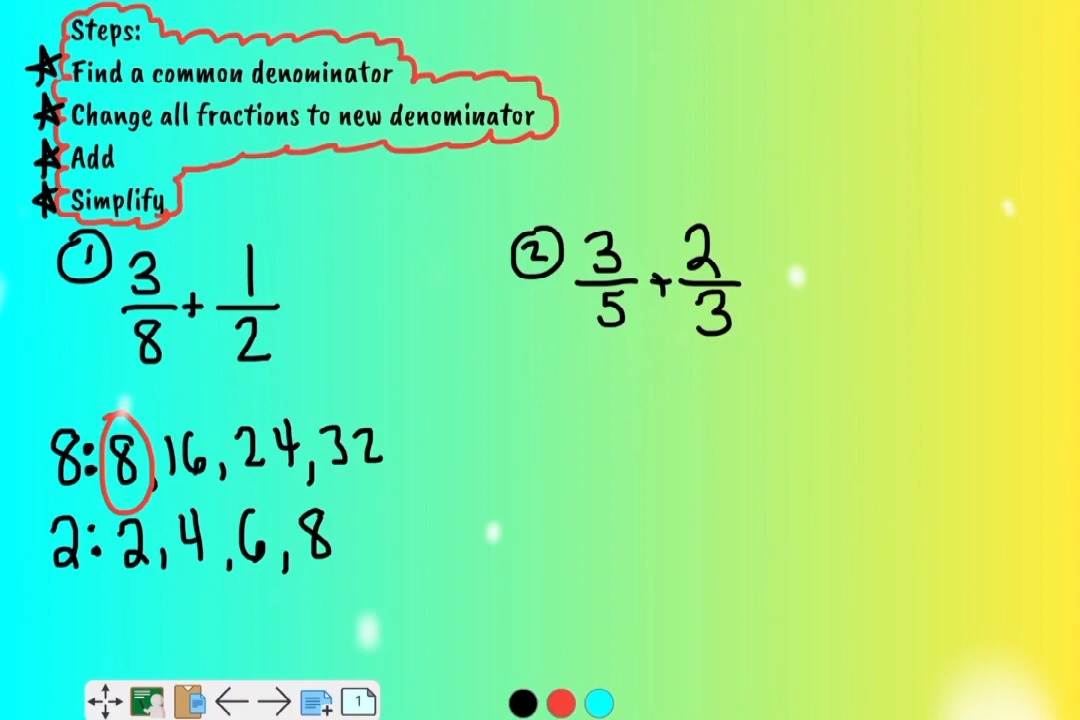 Steps:
Find a common denominator
Change all fractions to new denominator
Add
Simplify
① 3/8 + 1/2
② 3/5 + 2/3
8: 8, 16, 24, 32
2: 2, 4, 6, 8
1